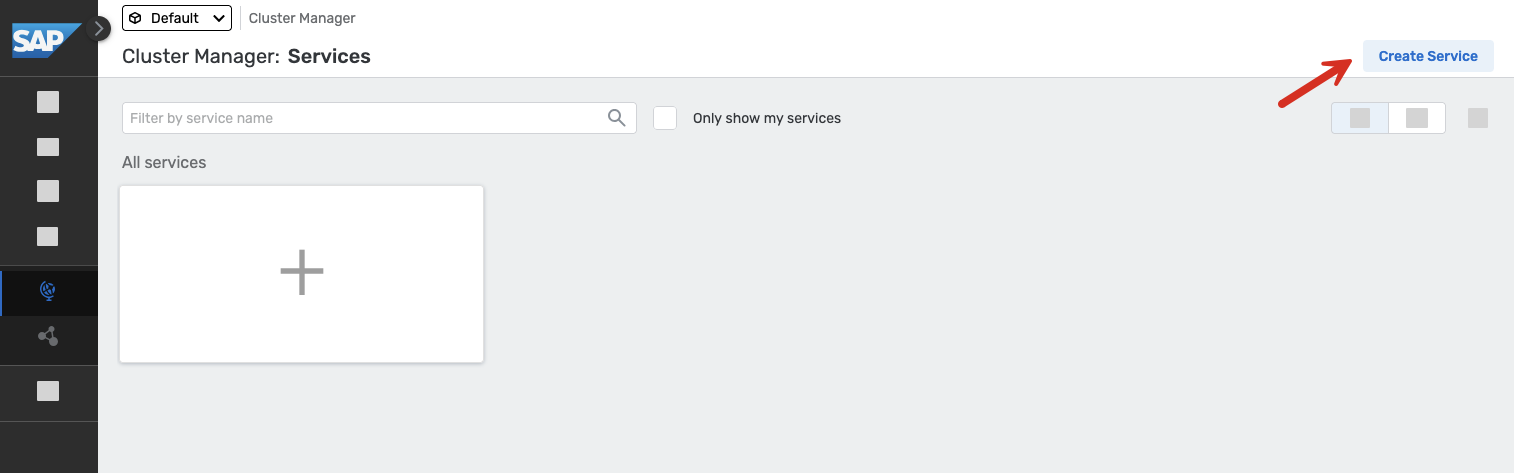 SAP
Default
Cluster Manager
Cluster Manager: Services
Create Service
Filter by service name
Only show my services
All services